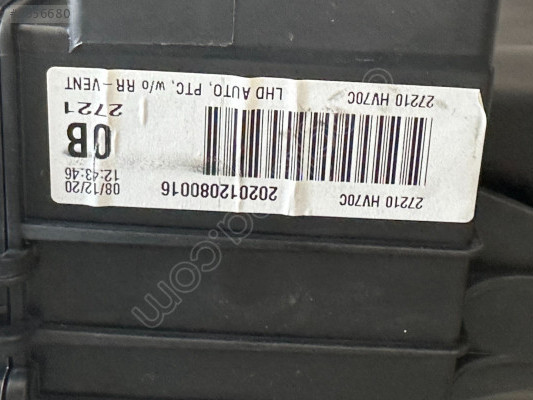 27210 HV70C
202012080016
08/12/20
12:43:46
0B
2721
27210 HV70C
LHD AUTO, PTC, w/o RR-VENT